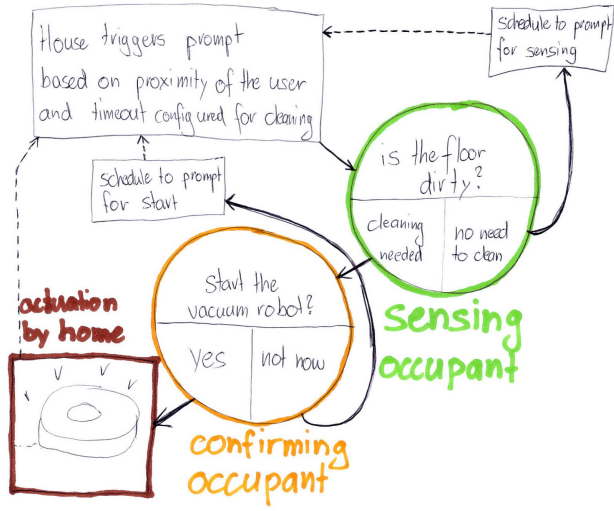 House triggers prompt
based on proximity of the user
and timeout configured for cleaning
schedule to prompt
for sensing
schedule to prompt
for start
is the floor
dirty?
cleaning
needed
no need
to clean
sensing
occupant
start the
vacuum robot?
yes
not now
confirming
occupant
actuation
by home